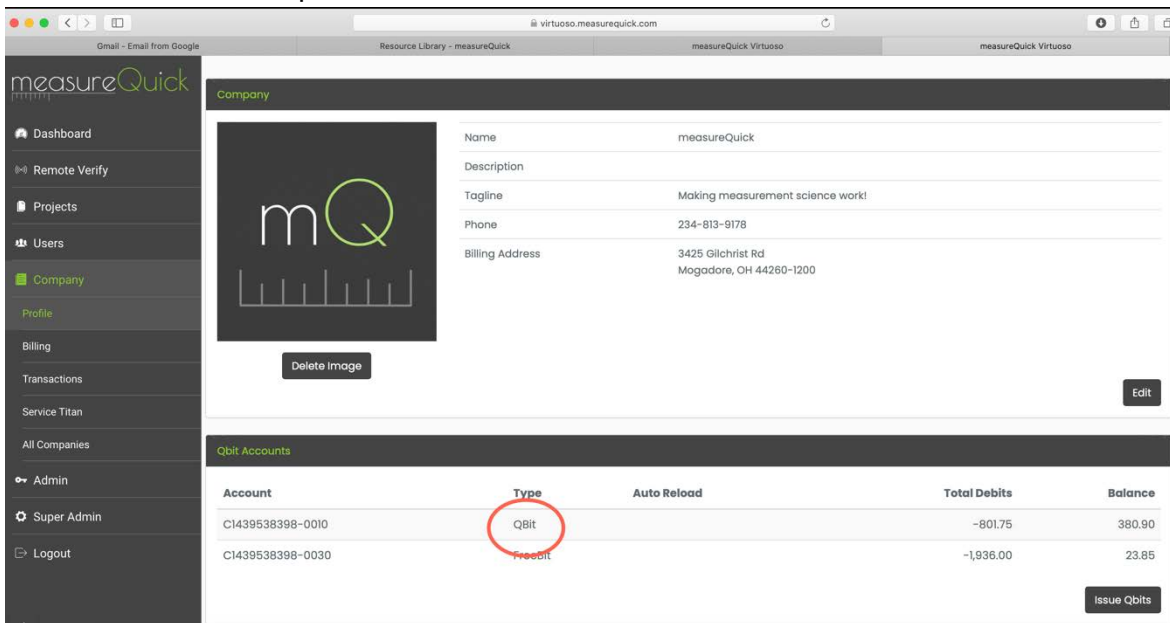 virtuoso.measurequick.com
Gmail - Email from Google
Resource Library - measureQuick
measureQuick Virtuoso
measureQuick Virtuoso
measureQuick
Dashboard
Remote Verify
Projects
Users
Company
Profile
Billing
Transactions
Service Titan
All Companies
Admin
Super Admin
Logout
Company
mQ
Delete Image
Name measureQuick
Description
Tagline Making measurement science work!
Phone 234-813-9178
Billing Address 3425 Gilchrist Rd
Mogadore, OH 44260-1200
Edit
Qbit Accounts
Account Type Auto Reload Total Debits Balance
C1439538398-0010 QBit -801.75 380.90
C1439538398-0030 FreeBit -1,936.00 23.85
Issue Qbits